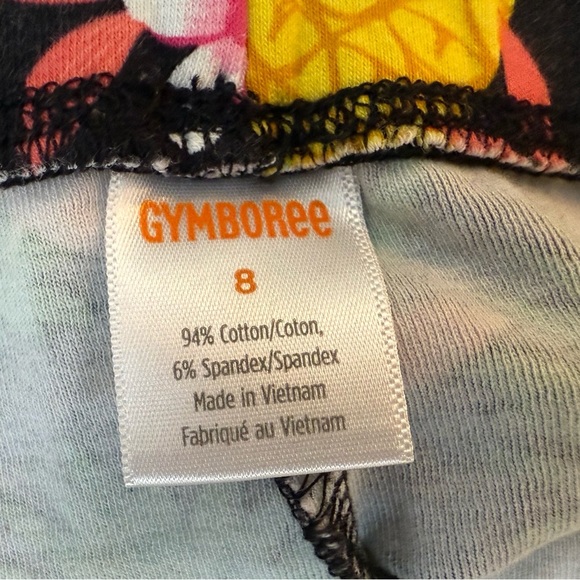 GYMBORee
8
94% Cotton/Coton,
6% Spandex/Spandex
Made in Vietnam
Fabriqué au Vietnam